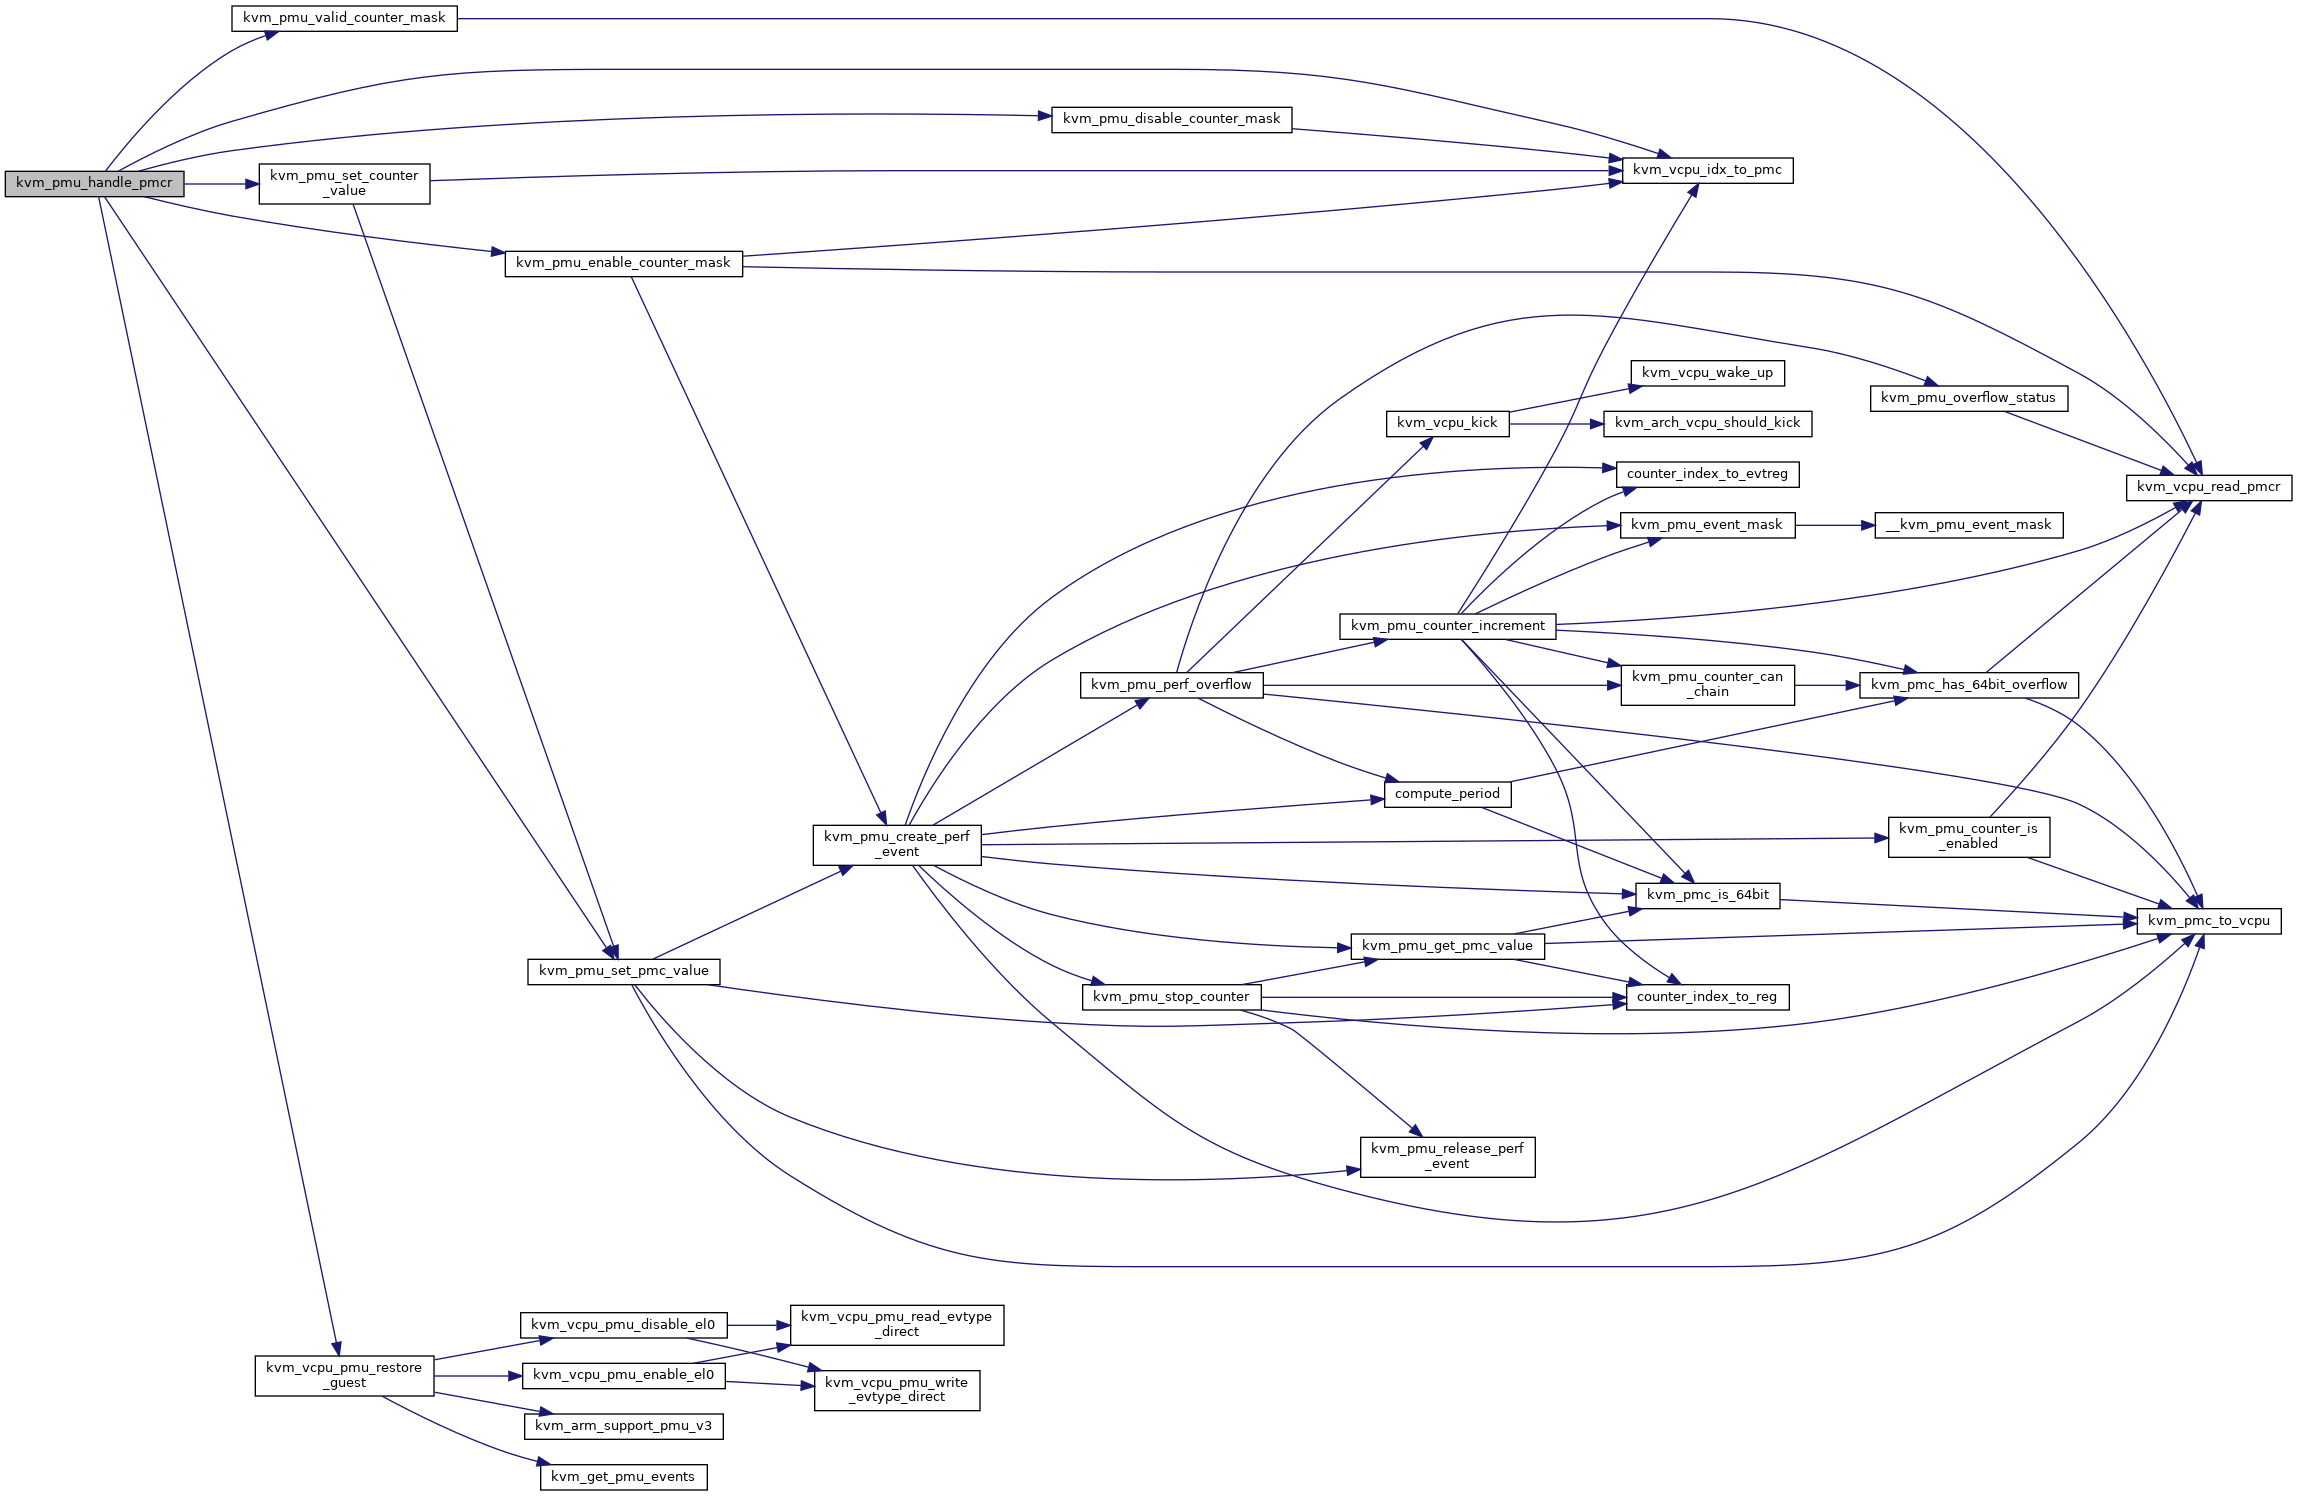 kvm_pmu_valid_counter_mask
kvm_pmu_disable_counter_mask
kvm_vcpu_idx_to_pmc
kvm_pmu_handle_pmcr
kvm_pmu_set_counter
_value
kvm_pmu_enable_counter_mask
kvm_vcpu_wake_up
kvm_pmu_overflow_status
kvm_vcpu_kick
kvm_arch_vcpu_should_kick
counter_index_to_evtreg
kvm_vcpu_read_pmcr
kvm_pmu_event_mask
__kvm_pmu_event_mask
kvm_pmu_counter_increment
kvm_pmu_perf_overflow
kvm_pmu_counter_can
_chain
kvm_pmc_has_64bit_overflow
compute_period
kvm_pmu_create_perf
_event
kvm_pmu_counter_is
_enabled
kvm_pmc_is_64bit
kvm_pmc_to_vcpu
kvm_pmu_get_pmc_value
kvm_pmu_set_pmc_value
kvm_pmu_stop_counter
counter_index_to_reg
kvm_pmu_release_perf
_event
kvm_vcpu_pmu_disable_el0
kvm_vcpu_pmu_read_evtype
_direct
kvm_vcpu_pmu_restore
_guest
kvm_vcpu_pmu_enable_el0
kvm_vcpu_pmu_write
_evtype_direct
kvm_arm_support_pmu_v3
kvm_get_pmu_events